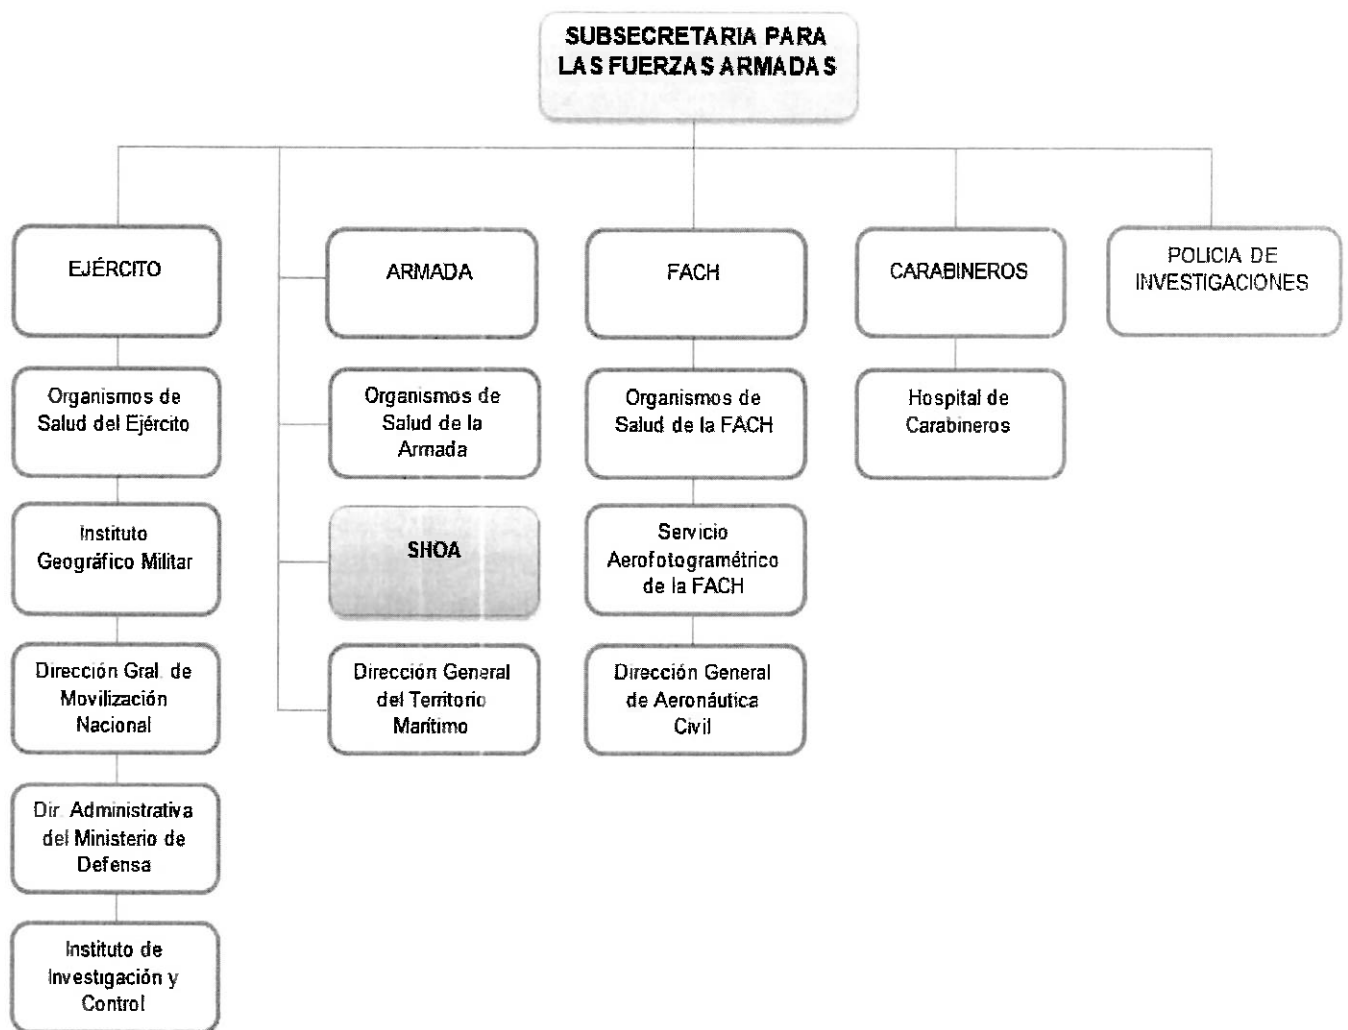 SUBSECRETARIA PARA
LAS FUERZAS ARMADAS
EJÉRCITO
ARMADA
FACH
CARABINEROS
POLICIA DE
INVESTIGACIONES
Organismos de
Salud del Ejército
Organismos de
Salud de la
Armada
Organismos de
Salud de la FACH
Hospital de
Carabineros
Instituto
Geográfico Militar
SHOA
Servicio
Aerofotogramétrico
de la FACH
Dirección Gral. de
Movilización
Nacional
Dirección General
del Territorio
Marítimo
Dirección General
de Aeronáutica
Civil
Dir. Administrativa
del Ministerio de
Defensa
Instituto de
Investigación y
Control